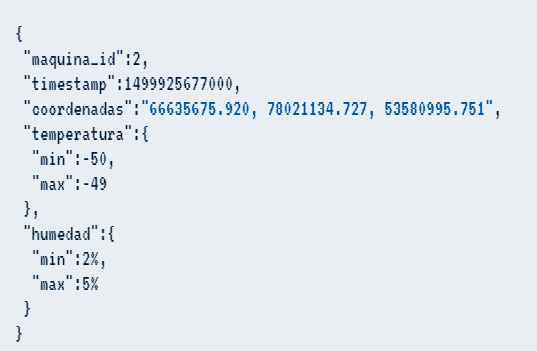 {
"maquina_id":2,
"timestamp":1499925677000,
"coordenadas":"66635675.920, 78021134.727, 53580995.751",
"temperatura":{
"min":-50,
"max":-49
},
"humedad":{
"min":2%,
"max":5%
}
}